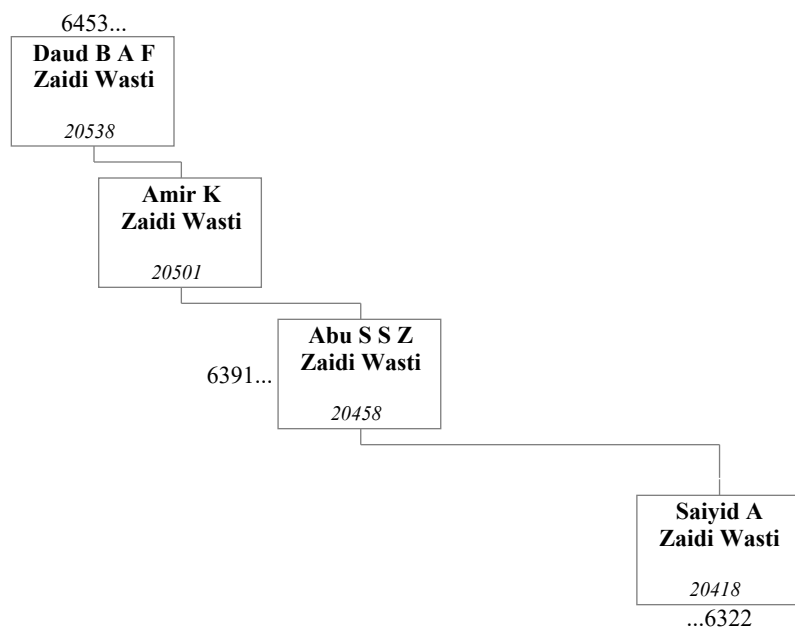 6453...
Daud B A F
Zaidi Wasti
20538
Amir K
Zaidi Wasti
20501
Abu S S Z
Zaidi Wasti
6391...
20458
Saiyid A
Zaidi Wasti
20418
...6322